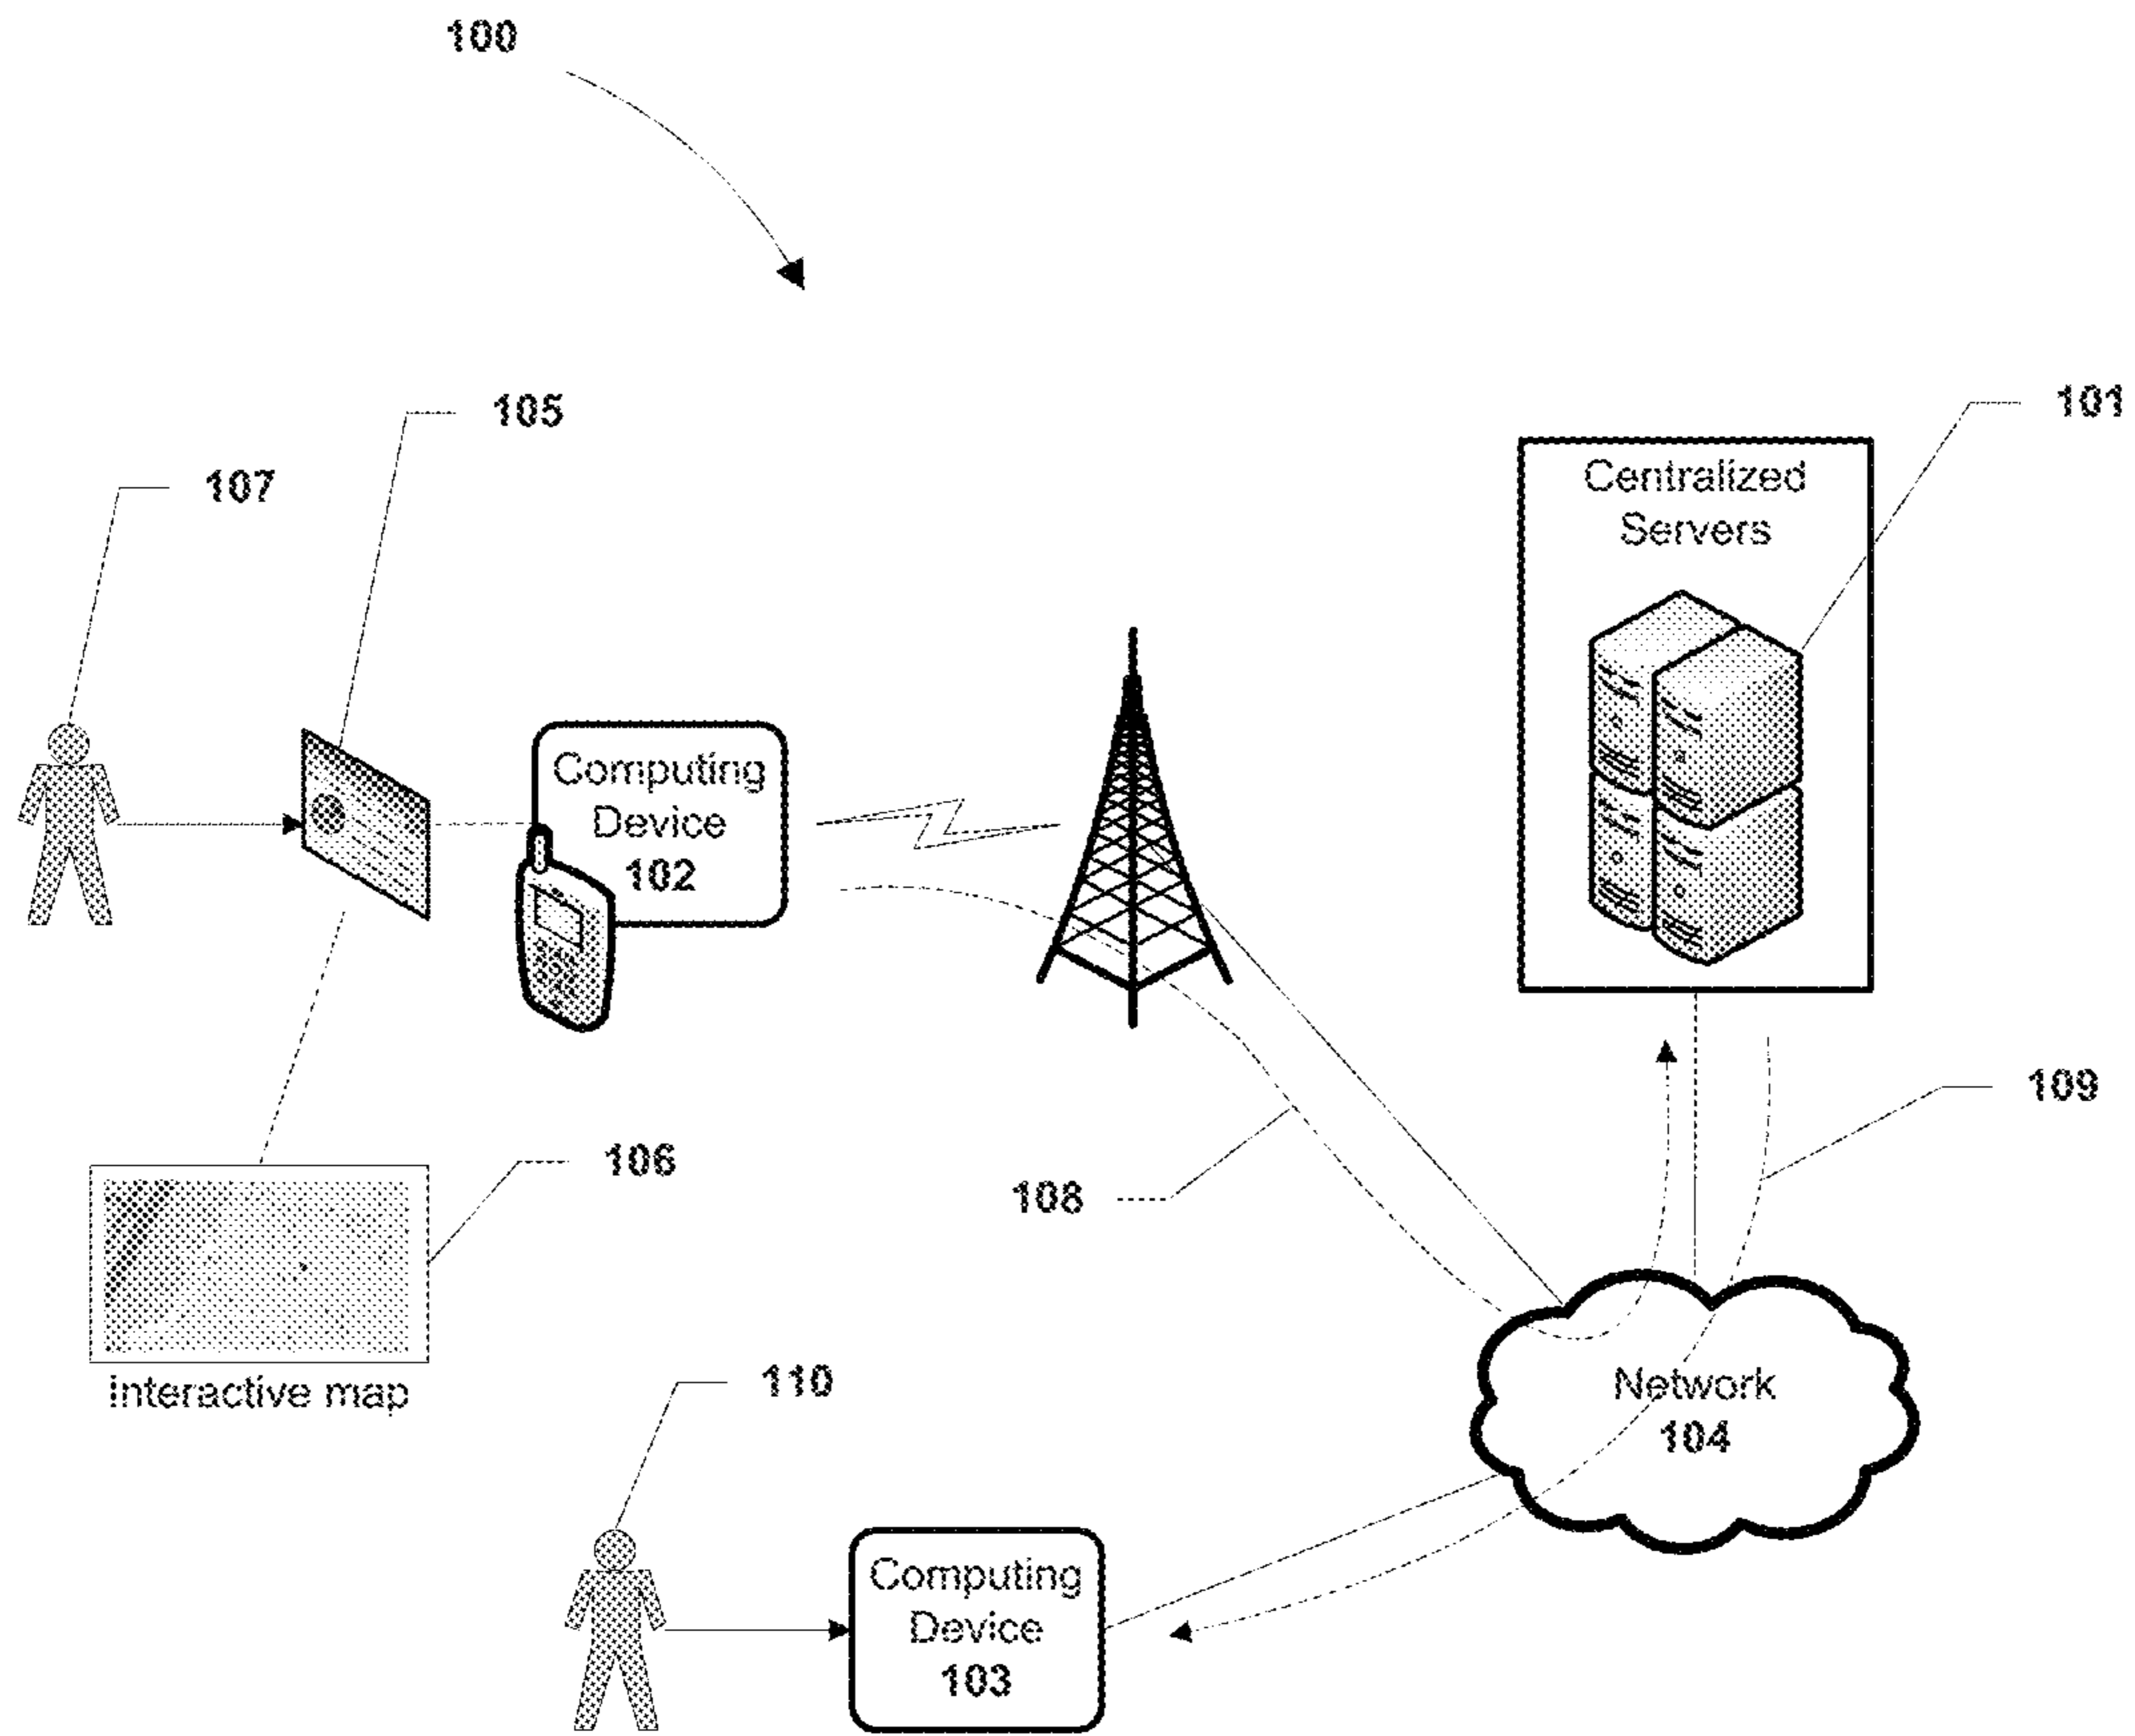 100
105
101
107
Centralized
Servers
Computing
Device
102
109
106
108
Interactive map
110
Network
104
Computing
Device
103